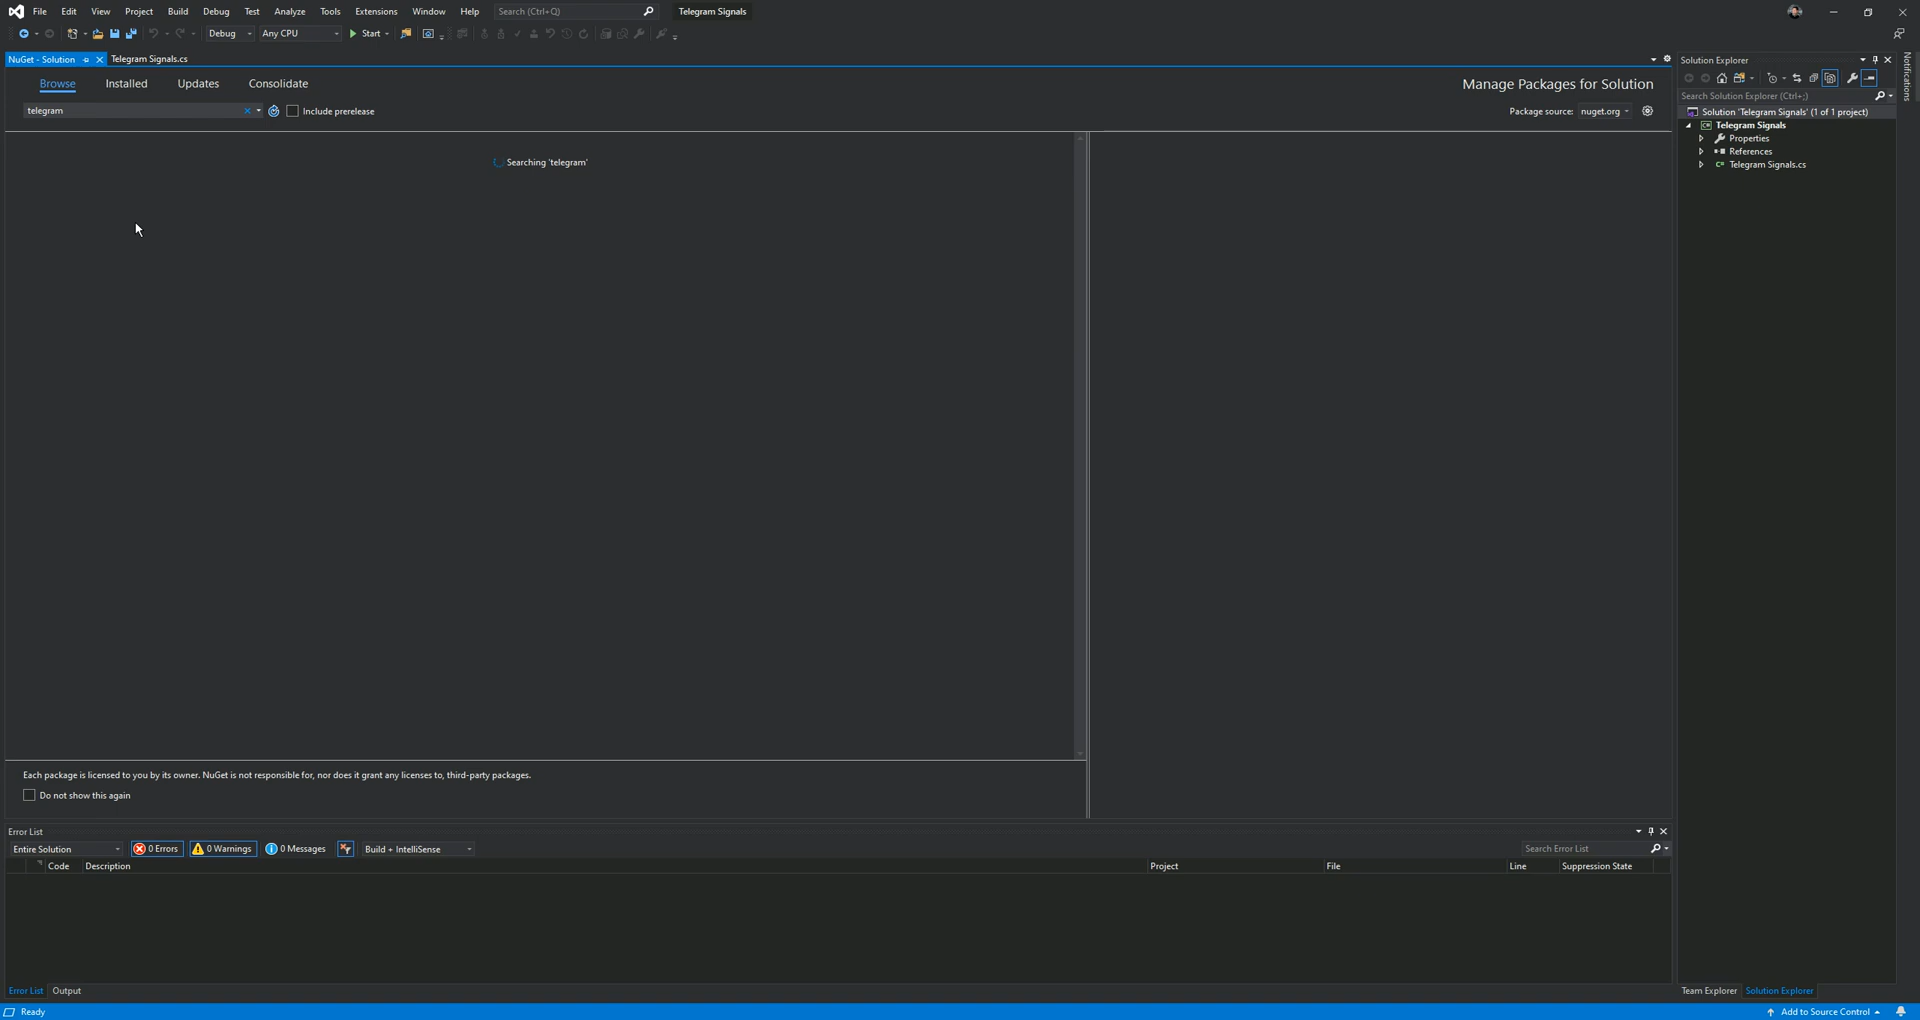 File Edit View Project Build Debug Test Analyze Tools Extensions Window Help Search (Ctrl+Q) Telegram Signals
Debug Any CPU Start
NuGet - Solution Telegram Signals.cs
Browse Installed Updates Consolidate
Manage Packages for Solution
telegram
Include prerelease
Package source: nuget.org
Searching 'telegram'
Each package is licensed to you by its owner. NuGet is not responsible for, nor does it grant any licenses to, third-party packages.
Do not show this again
Solution Explorer
Search Solution Explorer (Ctrl+;)
Solution 'Telegram Signals' (1 of 1 project)
Telegram Signals
Properties
References
Telegram Signals.cs
Notifications
Error List
Entire Solution 0 Errors 0 Warnings 0 Messages Build + IntelliSense Search Error List
Code Description Project File Line Suppression State
Error List Output
Team Explorer Solution Explorer
Ready
Add to Source Control